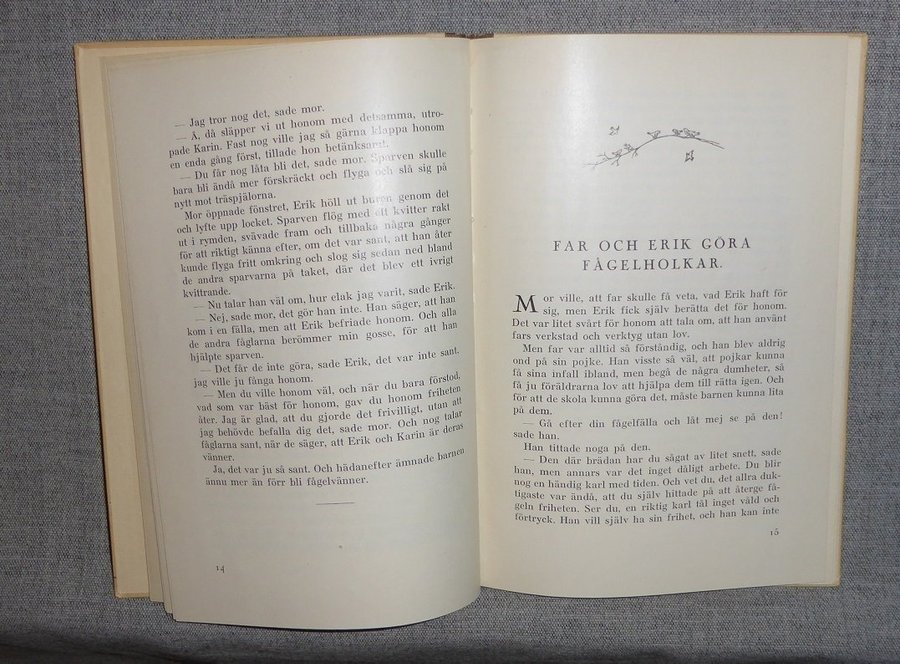 — Jag tror nog det, sade mor.
— Å, då släpper vi ut honom med detsamma, utro-
pade Karin. Fast nog ville jag så gärna klappa honom
en enda gång först, tillade hon betänksamt.
— Du får nog låta bli det, sade mor. Sparven skulle
bara bli ändå mer förskräckt och flyga och slå sig på
nytt mot träspjälorna.
Mor öppnade fönstret, Erik höll ut buren genom det
och lyfte upp locket. Sparven flög med ett kvitter rakt
ut i rymden, svävade fram och tillbaka några gånger
för att riktigt känna efter, om det var sant, att han åter
kunde flyga fritt omkring och slog sig sedan ned bland
de andra sparvarna på taket, där det blev ett ivrigt
kvittrande.
— Nu talar han väl om, hur elak jag varit, sade Erik.
— Nej, sade mor, det gör han inte. Han säger, att han
kom i en fälla, men att Erik befriade honom. Och alla
de andra fåglarna berömmer min gosse, för att han
hjälpte sparven.
— Det får de inte göra, sade Erik, det var inte sant.
jag ville ju fånga honom.
— Men du ville honom väl, och när du bara förstod,
vad som var bäst för honom, gav du honom friheten
åter. Jag är glad, att du gjorde det frivilligt, utan att
jag behövde befalla dig det, sade mor. Och nog talar
fåglarna sant, när de säger, att Erik och Karin är deras
vänner.
Ja, det var ju så sant. Och hädanefter ämnade barnen
ännu mer än förr bli fågelvänner.
14
FAR OCH ERIK GÖRA
FÅGELHOLKAR.
Mor ville, att far skulle få veta, vad Erik haft för
sig, men Erik fick själv berätta det för honom.
Det var litet svårt för honom att tala om, att han använt
fars verkstad och verktyg utan lov.
Men far var alltid så förståndig, och han blev aldrig
ond på sin pojke. Han visste så väl, att pojkar kunna
få sina infall ibland, men begå de några dumheter, så
få ju föräldrarna lov att hjälpa dem till rätta igen. Och
för att de skola kunna göra det, måste barnen kunna lita
på dem.
— Gå efter din fågelfälla och låt mej se på den!
sade han.
Han tittade noga på den.
— Den där brädan har du sågat av litet snett, sade
han, men annars var det inget dåligt arbete. Du blir
nog en händig karl med tiden. Och vet du, det allra duk-
tigaste var ändå, att du själv hittade på att återge få-
geln friheten. Ser du, en riktig karl tål inget våld och
förtryck. Han vill själv ha sin frihet, och han kan inte
15